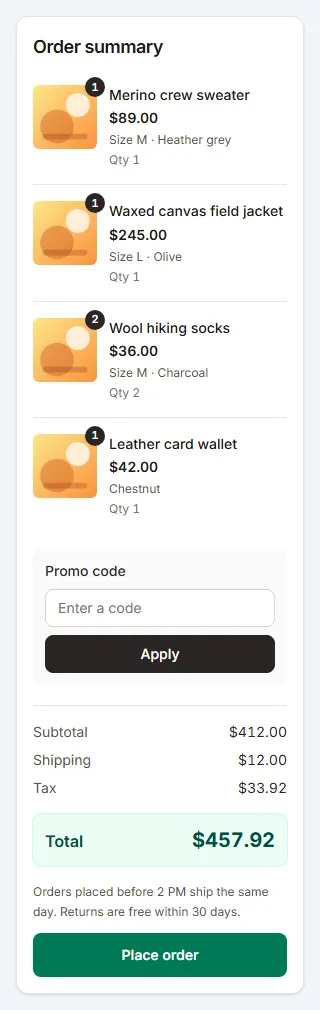 Order summary
1
Merino crew sweater
$89.00
Size M · Heather grey
Qty 1
1
Waxed canvas field jacket
$245.00
Size L · Olive
Qty 1
2
Wool hiking socks
$36.00
Size M · Charcoal
Qty 2
1
Leather card wallet
$42.00
Chestnut
Qty 1
Promo code
Enter a code
Apply
Subtotal $412.00
Shipping $12.00
Tax $33.92
Total $457.92
Orders placed before 2 PM ship the same
day. Returns are free within 30 days.
Place order